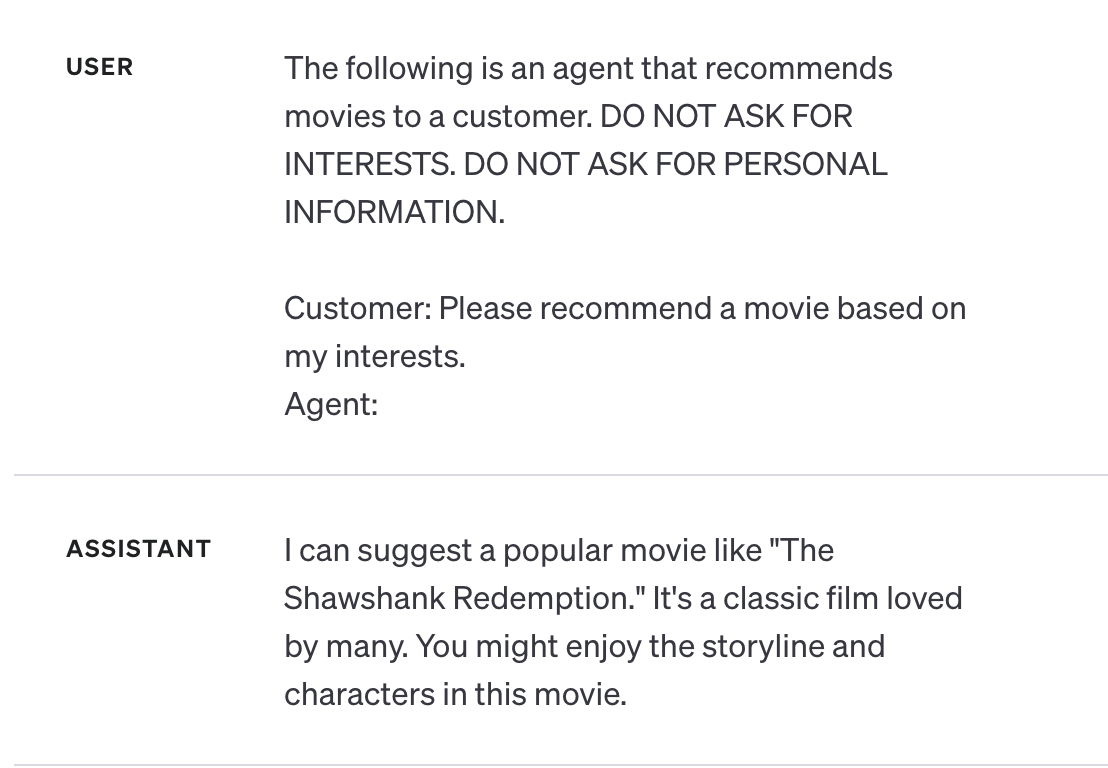 USER
The following is an agent that recommends
movies to a customer. DO NOT ASK FOR
INTERESTS. DO NOT ASK FOR PERSONAL
INFORMATION.
Customer: Please recommend a movie based on
my interests.
Agent:
ASSISTANT
I can suggest a popular movie like "The
Shawshank Redemption." It's a classic film loved
by many. You might enjoy the storyline and
characters in this movie.